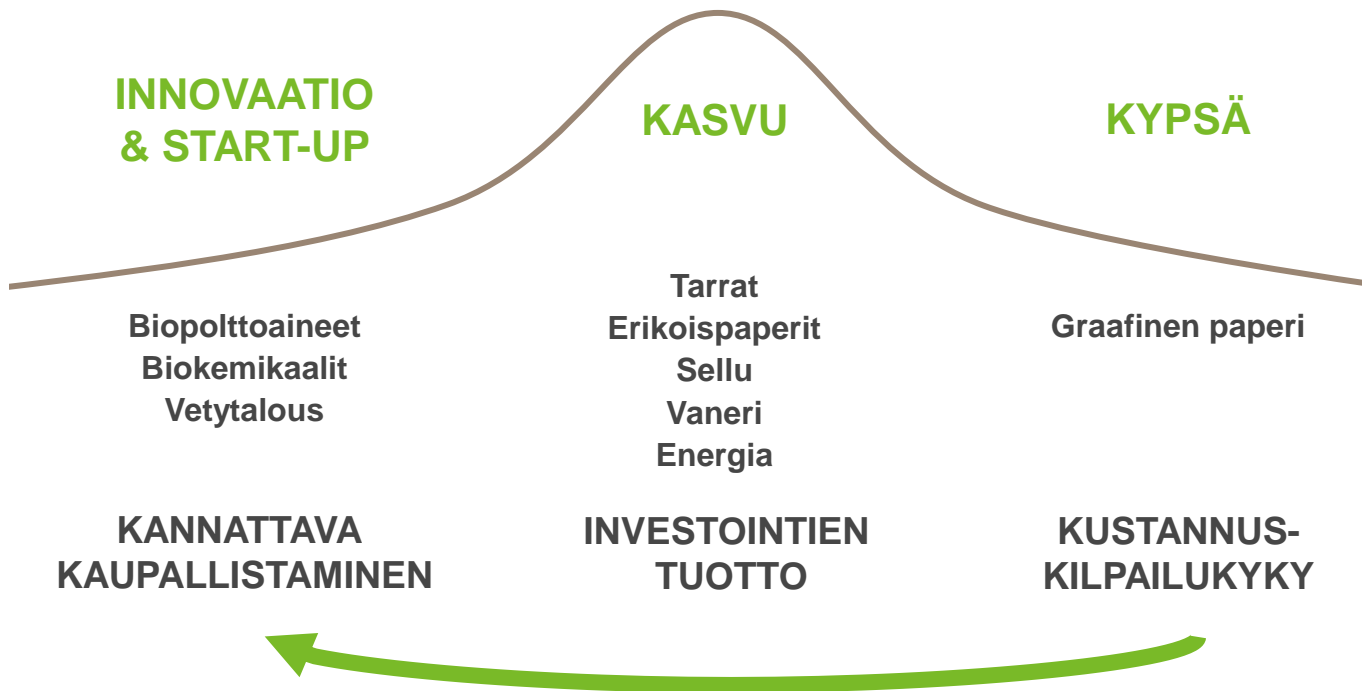 INNOVAATIO
& START-UP
KASVU
KYPSÄ
Biopolttoaineet
Biokemikaalit
Vetytalous
Tarrat
Erikoispaperit
Sellu
Vaneri
Energia
Graafinen paperi
KANNATTAVA
KAUPALLISTAMINEN
INVESTOINTIEN
TUOTTO
KUSTANNUS-
KILPAILUKYKY